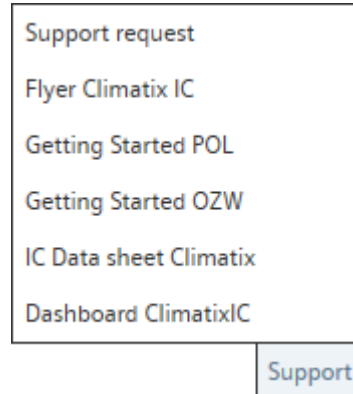 Support request
Flyer Climatix IC
Getting Started POL
Getting Started OZW
IC Data sheet Climatix
Dashboard ClimatixIC
Support